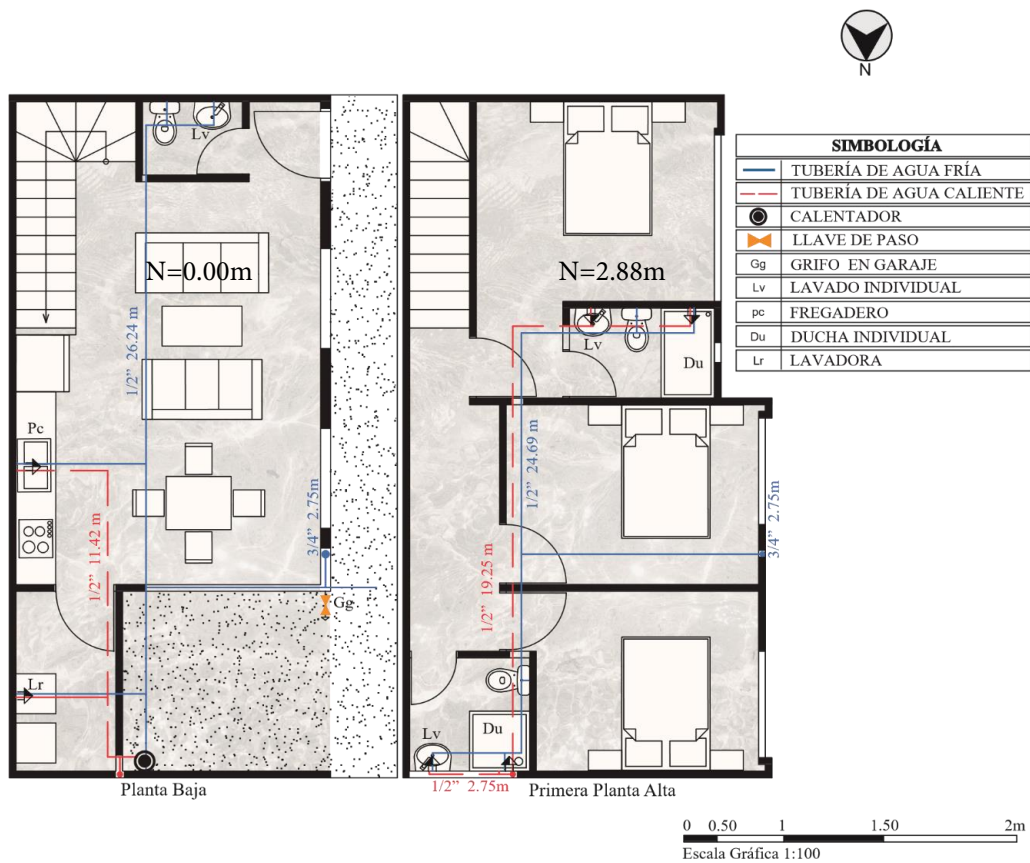 N
Lv
N=0.00m
1/2” 26.24 m
Pc
1/2” 11.42 m
3/4” 2.75m
Gg
Lr
Planta Baja
N=2.88m
Lv
Du
1/2” 24.69 m
3/4” 2.75m
1/2” 19.25 m
Lv
Du
1/2” 2.75m
Primera Planta Alta
SIMBOLOGÍA
TUBERÍA DE AGUA FRÍA
TUBERÍA DE AGUA CALIENTE
CALENTADOR
LLAVE DE PASO
Gg GRIFO EN GARAJE
Lv LAVADO INDIVIDUAL
pc FREGADERO
Du DUCHA INDIVIDUAL
Lr LAVADORA
0 0.50 1 1.50 2m
Escala Gráfica 1:100